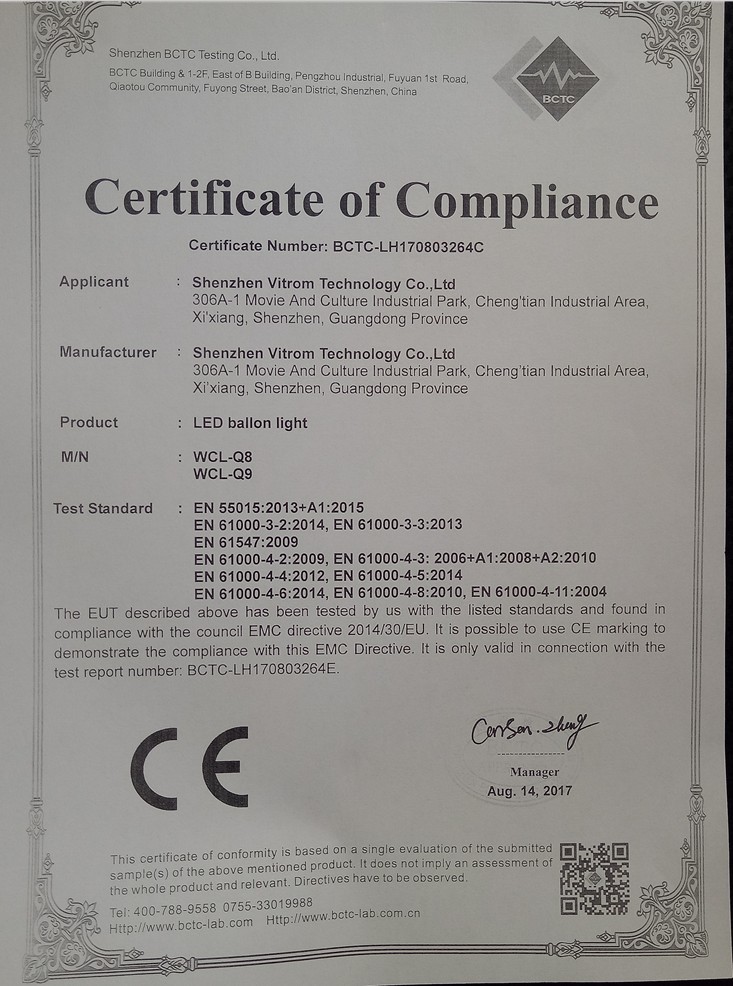 Shenzhen BCTC Testing Co., Ltd.
BCTC Building & 1-2F, East of B Building, Pengzhou Industrial, Fuyuan 1st Road,
Qiaotou Community, Fuyong Street, Bao'an District, Shenzhen, China
BCTC
Certificate of Compliance
Certificate Number: BCTC-LH170803264C
Applicant : Shenzhen Vitrom Technology Co.,Ltd
306A-1 Movie And Culture Industrial Park, Cheng'tian Industrial Area,
Xi'xiang, Shenzhen, Guangdong Province
Manufacturer : Shenzhen Vitrom Technology Co.,Ltd
306A-1 Movie And Culture Industrial Park, Cheng'tian Industrial Area,
Xi'xiang, Shenzhen, Guangdong Province
Product : LED ballon light
M/N : WCL-Q8
WCL-Q9
Test Standard : EN 55015:2013+A1:2015
EN 61000-3-2:2014, EN 61000-3-3:2013
EN 61547:2009
EN 61000-4-2:2009, EN 61000-4-3: 2006+A1:2008+A2:2010
EN 61000-4-4:2012, EN 61000-4-5:2014
EN 61000-4-6:2014, EN 61000-4-8:2010, EN 61000-4-11:2004
The EUT described above has been tested by us with the listed standards and found in
compliance with the council EMC directive 2014/30/EU. It is possible to use CE marking to
demonstrate the compliance with this EMC Directive. It is only valid in connection with the
test report number: BCTC-LH170803264E.
CE
Manager
Aug. 14, 2017
This certificate of conformity is based on a single evaluation of the submitted
sample(s) of the above mentioned product. It does not imply an assessment of
the whole product and relevant. Directives have to be observed.
Tel: 400-788-9558 0755-33019988
Http://www.bctc-lab.com Http://www.bctc-lab.com.cn